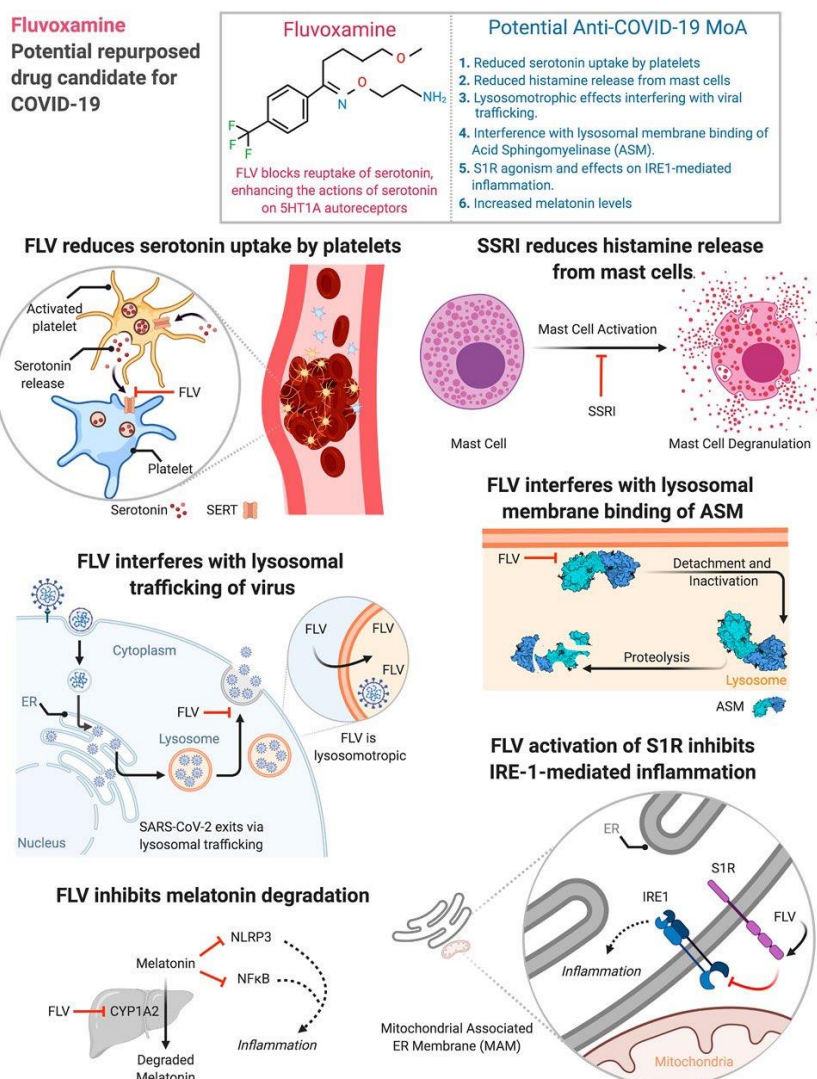 Fluvoxamine
Potential repurposed
drug candidate for
COVID-19
Fluvoxamine
O
O
N
NH₂
F
F
F
FLV blocks reuptake of serotonin,
enhancing the actions of serotonin
on 5HT1A autoreceptors
Potential Anti-COVID-19 MoA
1. Reduced serotonin uptake by platelets
2. Reduced histamine release from mast cells
3. Lysosomotrophic effects interfering with viral
trafficking.
4. Interference with lysosomal membrane binding of
Acid Sphingomyelinase (ASM).
5. S1R agonism and effects on IRE1-mediated
inflammation.
6. Increased melatonin levels
FLV reduces serotonin uptake by platelets
Activated
platelet
Serotonin
release
FLV
Platelet
Serotonin
SERT
SSRI reduces histamine release
from mast cells.
Mast Cell Activation
SSRI
Mast Cell
Mast Cell Degranulation
FLV interferes with lysosomal
membrane binding of ASM
FLV
Detachment and
Inactivation
Proteolysis
Lysosome
ASM
FLV interferes with lysosomal
trafficking of virus
Cytoplasm
ER
FLV
Lysosome
FLV
FLV
FLV
FLV is
lysosomotropic
SARS-CoV-2 exits via
lysosomal trafficking
Nucleus
FLV activation of S1R inhibits
IRE-1-mediated inflammation
ER
S1R
IRE1
FLV
Inflammation
Mitochondrial Associated
ER Membrane (MAM)
Mitochondria
FLV inhibits melatonin degradation
NLRP3
Melatonin
NFκB
FLV
CYP1A2
Inflammation
Degraded
Melatonin